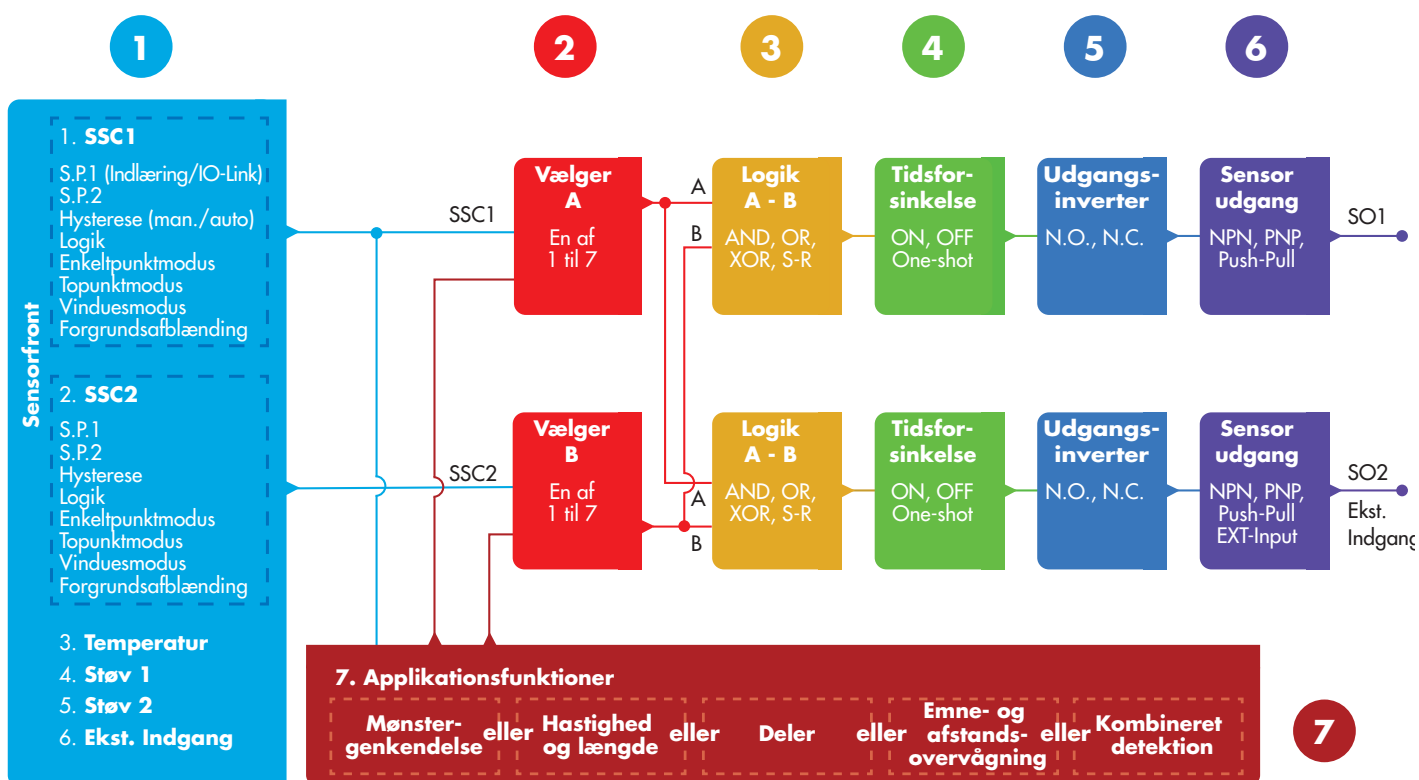 1
2
3
4
5
6
Sensorfront
1. SSC1
S.P.1 (Indlæring/IO-Link)
S.P.2
Hysterese (man./auto)
Logik
Enkeltpunktmodus
Topunktmodus
Vinduesmodus
Forgrundsafblænding
2. SSC2
S.P.1
S.P.2
Hysterese
Logik
Enkeltpunktmodus
Topunktmodus
Vinduesmodus
Forgrundsafblænding
3. Temperatur
4. Støv 1
5. Støv 2
6. Ekst. Indgang
SSC1
Vælger
A
En af
1 til 7
A
B
Logik
A - B
AND, OR,
XOR, S-R
Tidsfor-
sinkelse
ON, OFF
One-shot
Udgangs-
inverter
N.O., N.C.
Sensor
udgang
NPN, PNP,
Push-Pull
SO1
SSC2
Vælger
B
En af
1 til 7
A
B
Logik
A - B
AND, OR,
XOR, S-R
Tidsfor-
sinkelse
ON, OFF
One-shot
Udgangs-
inverter
N.O., N.C.
Sensor
udgang
NPN, PNP,
Push-Pull
EXT-Input
SO2
Ekst.
Indgang
7. Applikationsfunktioner
Mønster-
genkendelse
eller
Hastighed
og længde
eller
Deler
eller
Emne- og
afstands-
overvågning
eller
Kombineret
detektion
7